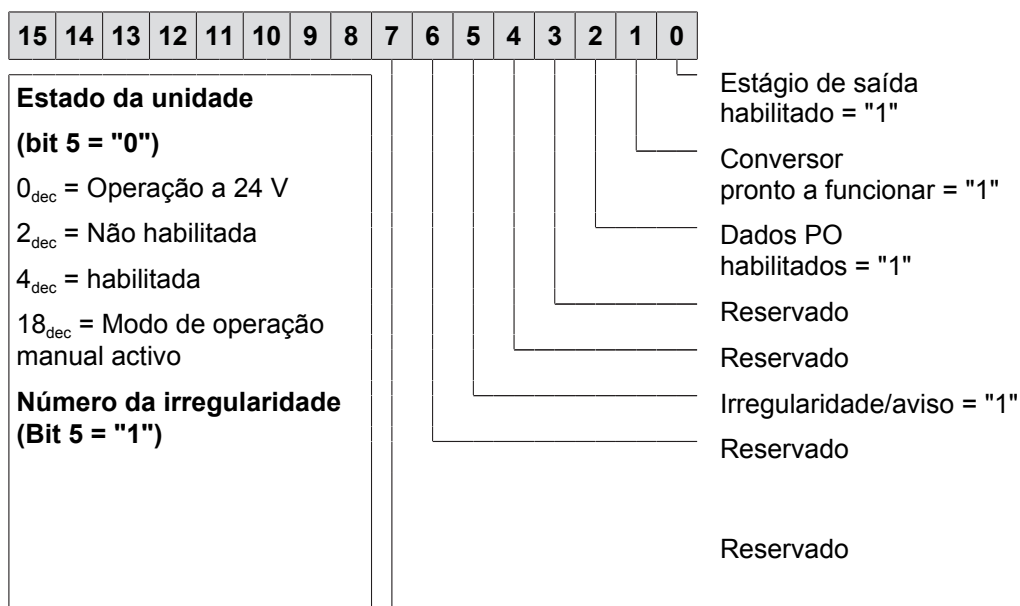 15 14 13 12 11 10 9 8 7 6 5 4 3 2 1 0
Estado da unidade
(bit 5 = "0")
0dec = Operação a 24 V
2dec = Não habilitada
4dec = habilitada
18dec = Modo de operação
manual activo
Número da irregularidade
(Bit 5 = "1")
Estágio de saída
habilitado = "1"
Conversor
pronto a funcionar = "1"
Dados PO
habilitados = "1"
Reservado
Reservado
Irregularidade/aviso = "1"
Reservado
Reservado